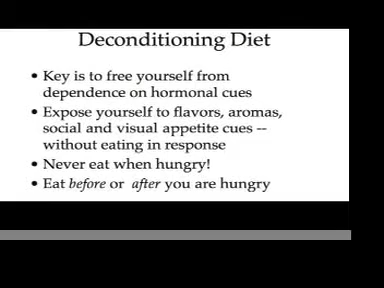 Deconditioning Diet
• Key is to free yourself from
dependence on hormonal cues
• Expose yourself to flavors, aromas,
social and visual appetite cues --
without eating in response
• Never eat when hungry!
• Eat before or after you are hungry